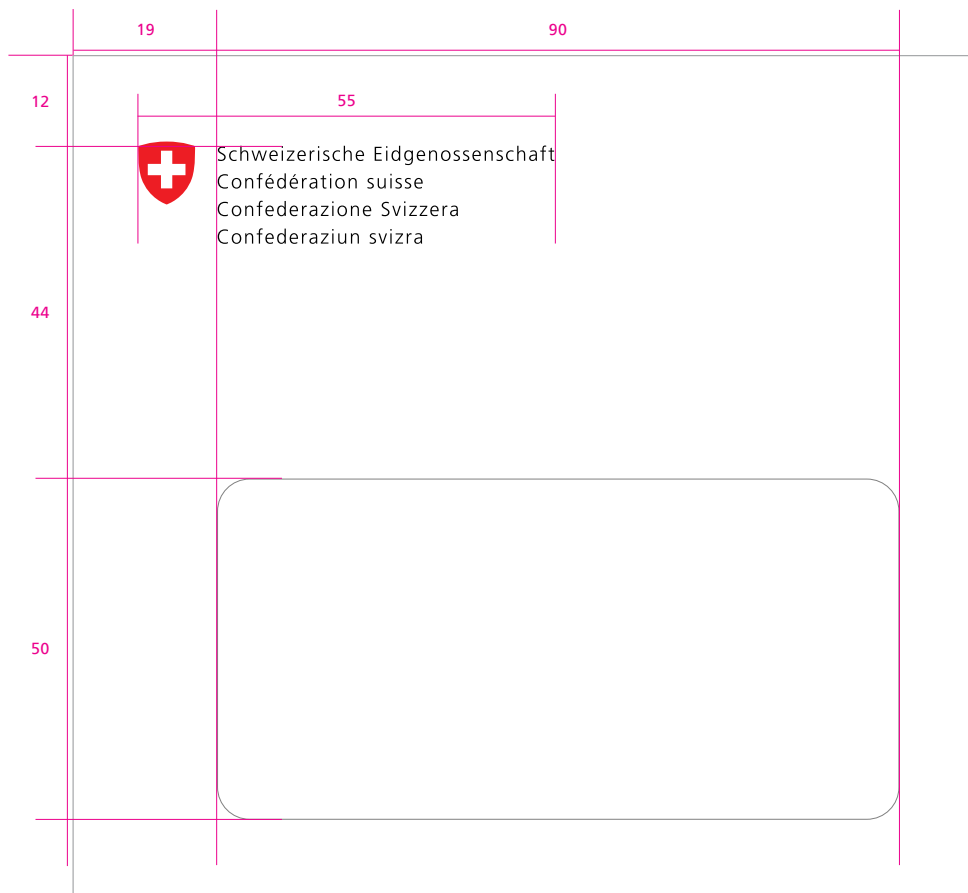 19
90
12
55
Schweizerische Eidgenossenschaft
Confédération suisse
Confederazione Svizzera
Confederaziun svizra
44
50